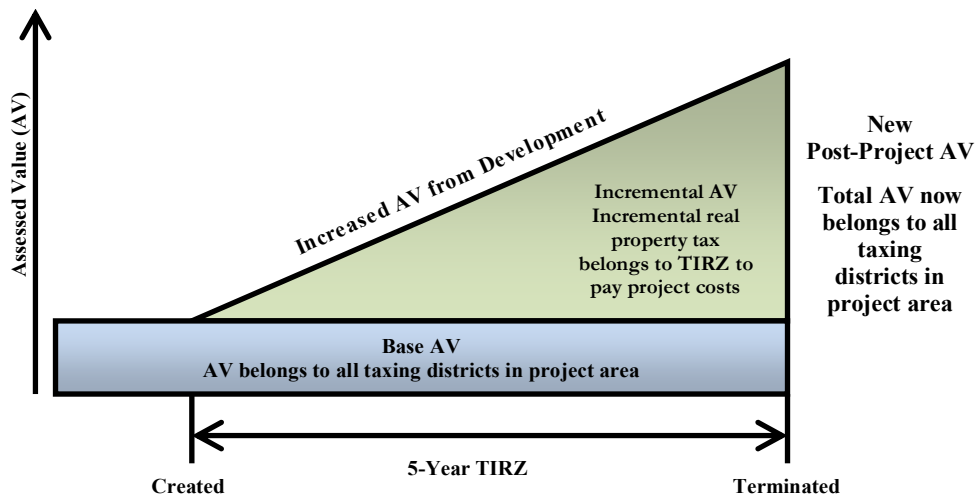 Assessed Value (AV)
Increased AV from Development
Incremental AV
Incremental real
property tax
belongs to TIRZ to
pay project costs
New
Post-Project AV
Total AV now
belongs to all
taxing
districts in
project area
Base AV
AV belongs to all taxing districts in project area
5-Year TIRZ
Created
Terminated